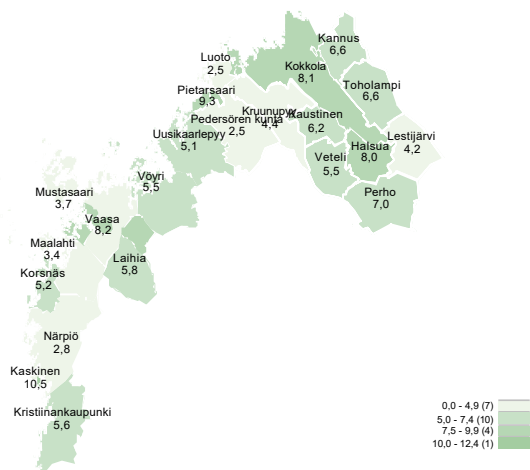 Kannus
6,6
Luoto
2,5
Kokkola
8,1
Pietarsaari
9,3
Toholampi
6,6
Kruunupyy
4,4
Pedersören kunta
2,5
Kaustinen
6,2
Uusikaarlepyy
5,1
Lestijärvi
4,2
Halsua
8,0
Veteli
5,5
Vöyri
5,5
Perho
7,0
Mustasaari
3,7
Vaasa
8,2
Maalahti
3,4
Laihia
5,8
Korsnäs
5,2
Närpiö
2,8
Kaskinen
10,5
Kristiinankaupunki
5,6
0,0 - 4,9 (7)
5,0 - 7,4 (10)
7,5 - 9,9 (4)
10,0 - 12,4 (1)